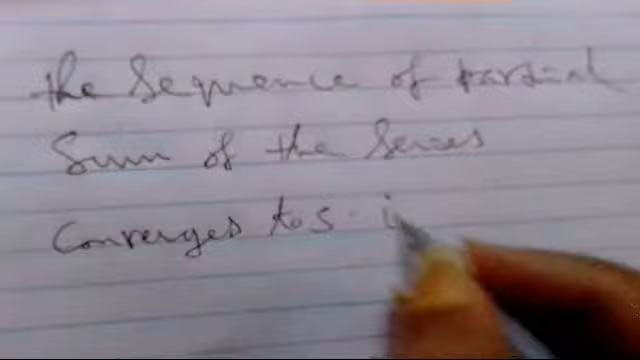 the Sequence of partial
Sum of the Series
Converges to s. i